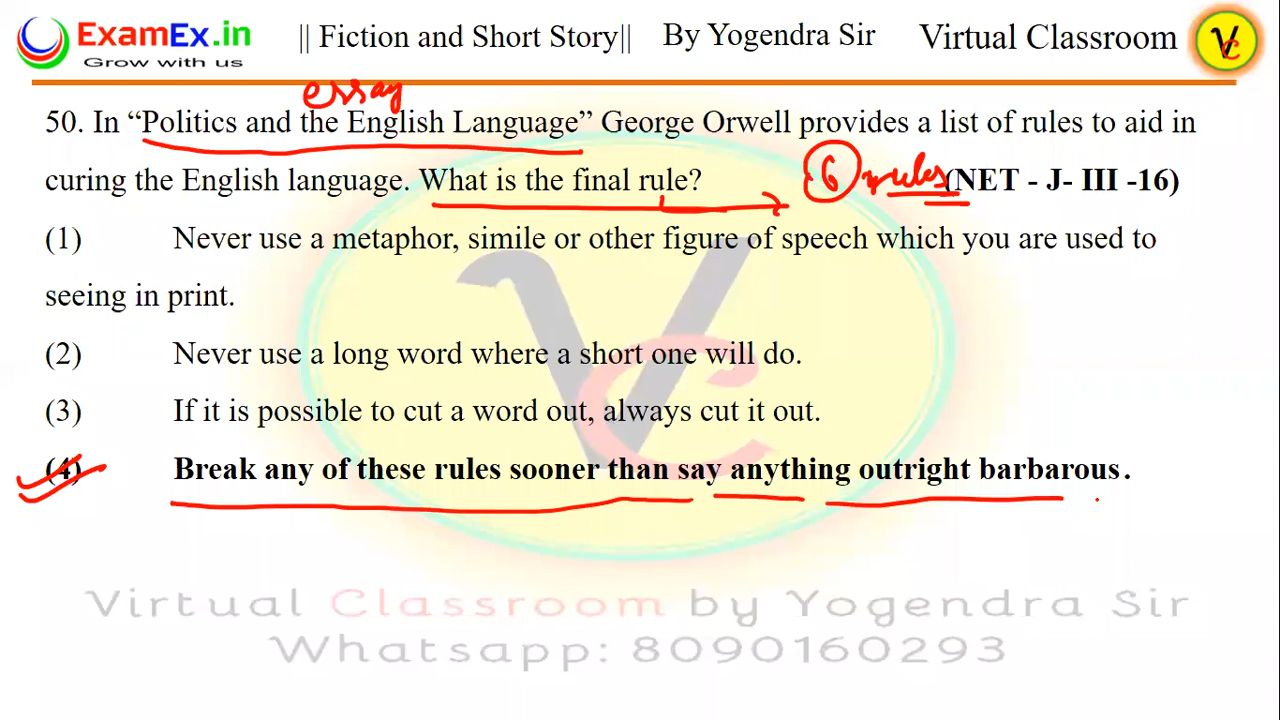 ExamEx.in || Fiction and Short Story|| By Yogendra Sir Virtual Classroom VC
Grow with us
essay
50. In “Politics and the English Language” George Orwell provides a list of rules to aid in
curing the English language. What is the final rule? 6 rules (NET - J- III -16)
(1) Never use a metaphor, simile or other figure of speech which you are used to
seeing in print.
(2) Never use a long word where a short one will do.
(3) If it is possible to cut a word out, always cut it out.
(4) Break any of these rules sooner than say anything outright barbarous.
VC
Virtual Classroom by Yogendra Sir
Whatsapp: 8090160293